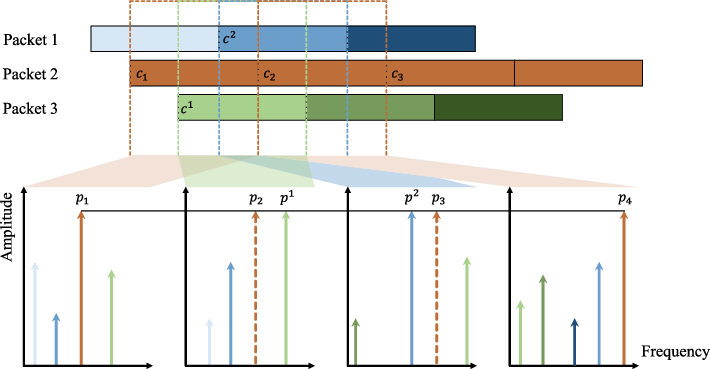 Packet 1
c²
Packet 2
c₁
c₂
c₃
Packet 3
c¹
Amplitude
p₁
p₂
p¹
p²
p₃
p₄
Frequency